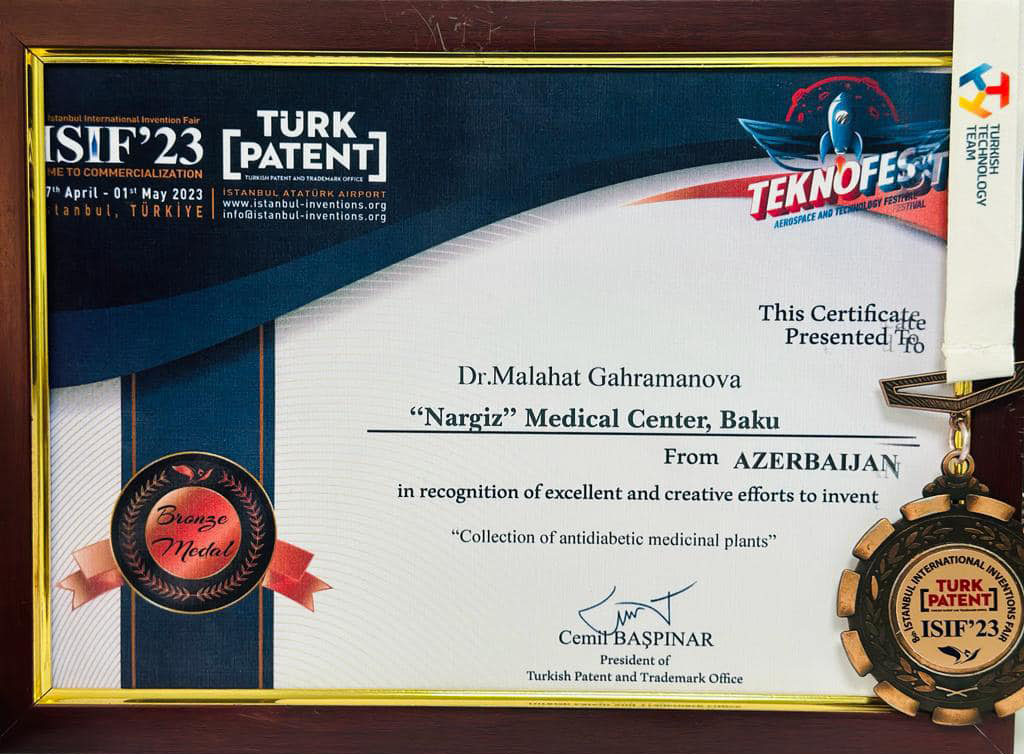 Istanbul International Invention Fair
ISIF'23
ME TO COMMERCIALIZATION
7th April - 01st May 2023
tanbul, TÜRKİYE
TÜRK
[PATENT]
TURKISH PATENT AND TRADEMARK OFFICE
ISTANBUL ATATÜRK AIRPORT
www.istanbul-inventions.org
info@istanbul-inventions.org
TEKNOFEST
AEROSPACE AND TECHNOLOGY FESTIVAL
TURKISH
TECHNOLOGY
TEAM
This Certificate
Presented To
Dr.Malahat Gahramanova
“Nargiz” Medical Center, Baku
From AZERBAIJAN
in recognition of excellent and creative efforts to invent
“Collection of antidiabetic medicinal plants”
Bronze
Medal
Cemil BAŞPINAR
President of
Turkish Patent and Trademark Office
8th ISTANBUL INTERNATIONAL INVENTIONS FAIR
TURK
[PATENT]
ISIF'23